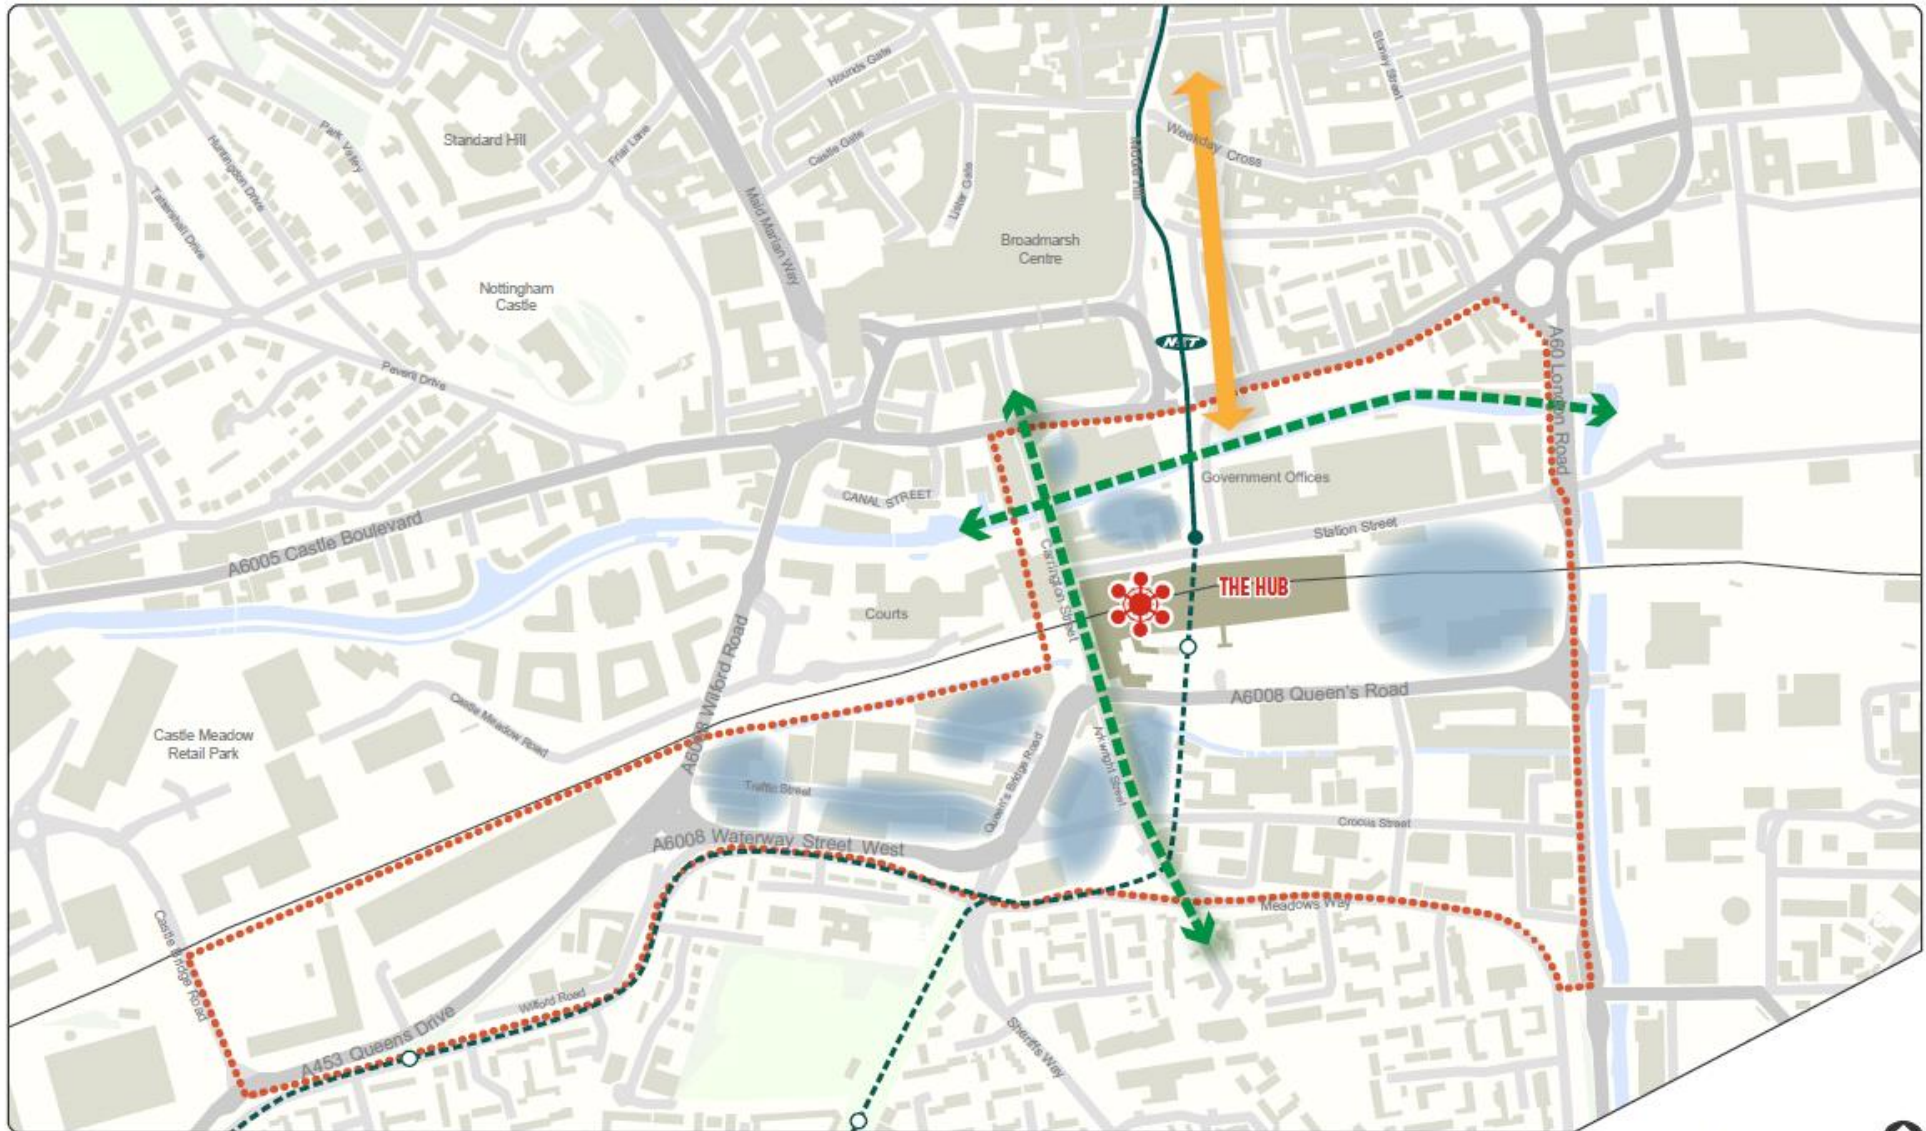 Hounds Gate
Stoney Street
Standard Hill
Park Valley
Friar Lane
Huntingdon Drive
Castle Gate
Weekday Cross
Middle Hill
Lister Gate
Tattershall Drive
Maid Marian Way
Broadmarsh
Centre
Nottingham
Castle
NET
Peveril Drive
A60 London Road
Government Offices
CANAL STREET
Station Street
A6005 Castle Boulevard
Carrington Street
THE HUB
Courts
A6008 Wilford Road
A6008 Queen's Road
Castle Meadow Road
Castle Meadow
Retail Park
Arkwright Street
Queen's Bridge Road
Traffic Street
Crocus Street
A6008 Waterway Street West
Meadows Way
Castle Bridge Road
Wilford Road
A453 Queens Drive
Sheriffs Way